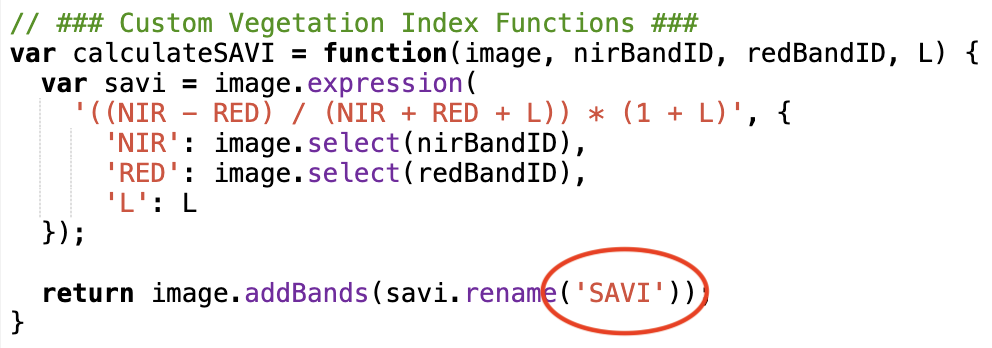 // ### Custom Vegetation Index Functions ###
var calculateSAVI = function(image, nirBandID, redBandID, L) {
  var savi = image.expression(
    '((NIR – RED) / (NIR + RED + L)) * (1 + L)', {
      'NIR': image.select(nirBandID),
      'RED': image.select(redBandID),
      'L': L
  });
  return image.addBands(savi.rename('SAVI'));
}